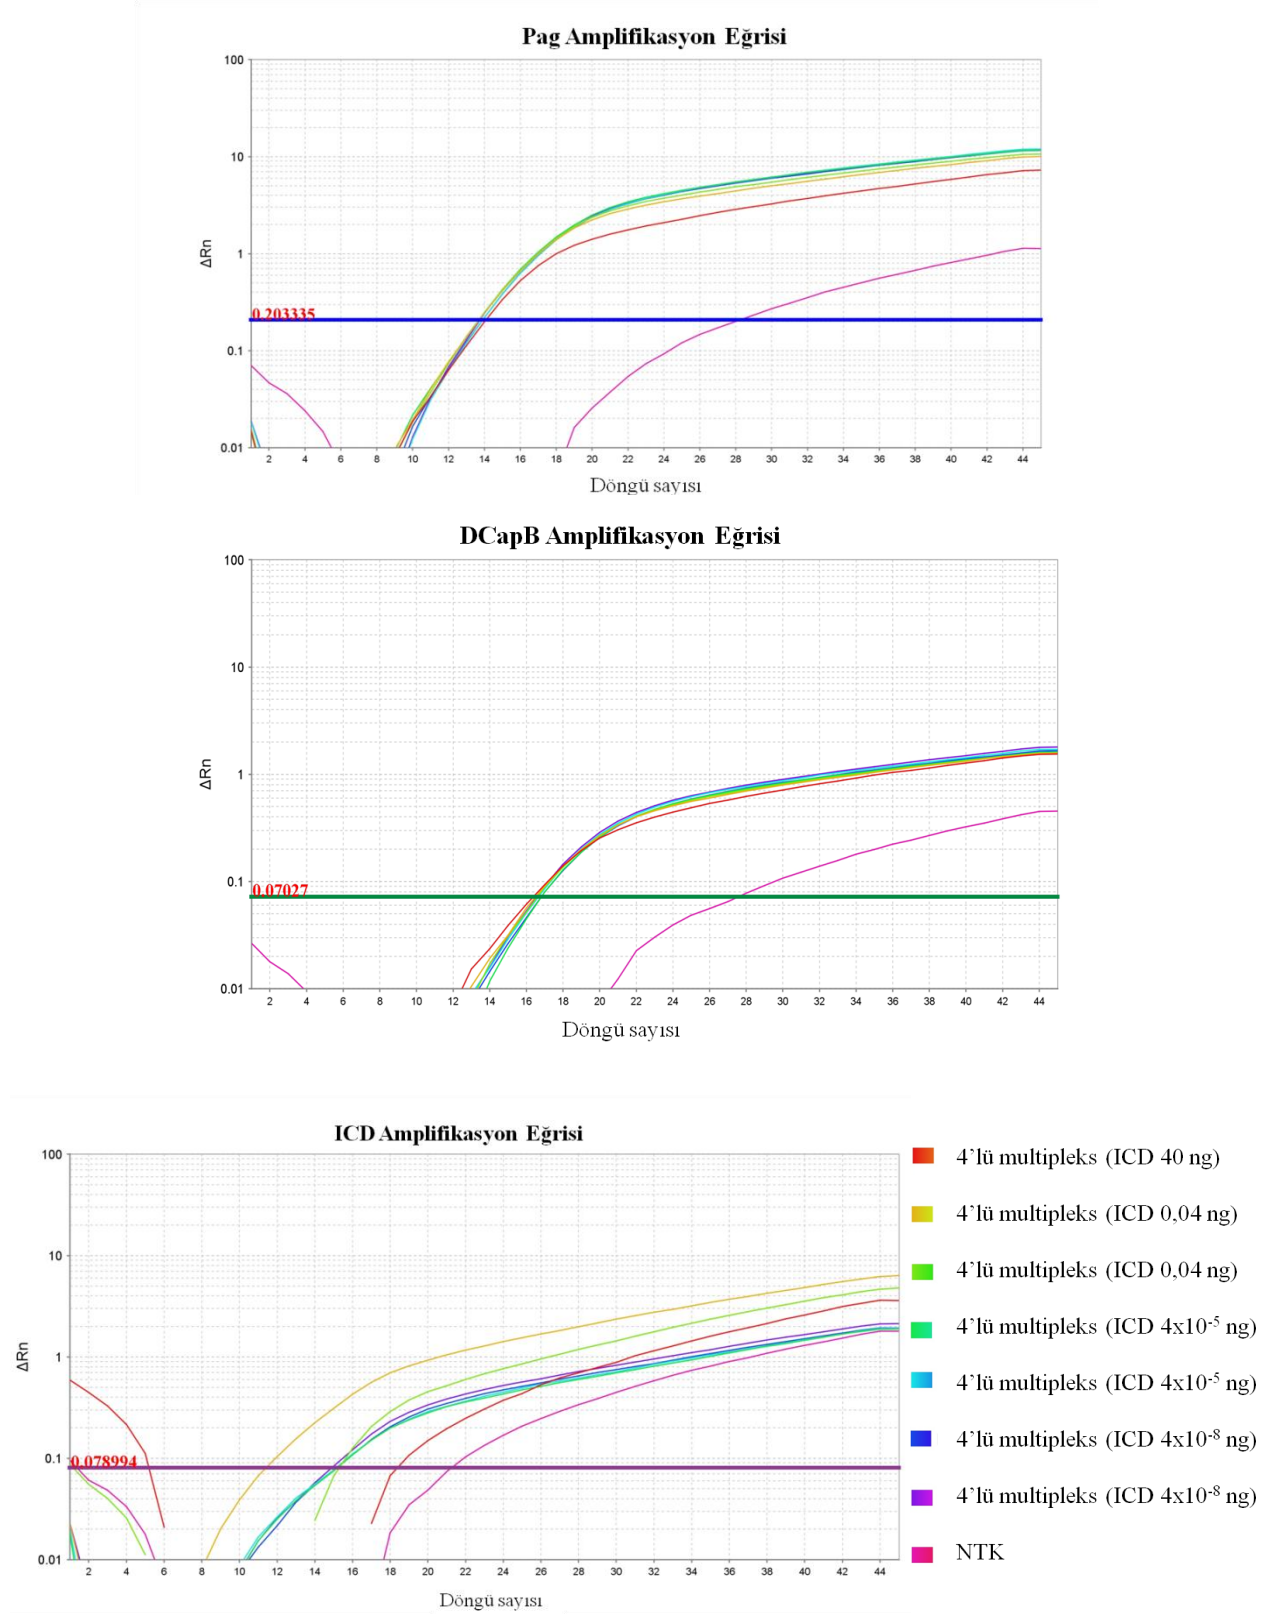 Pag Amplifikasyon Eğrisi
100
10
1
0.1
0.01
ΔRn
0.203335
2 4 6 8 10 12 14 16 18 20 22 24 26 28 30 32 34 36 38 40 42 44
Döngü sayısı
DCapB Amplifikasyon Eğrisi
100
10
1
0.1
0.01
ΔRn
0.07027
2 4 6 8 10 12 14 16 18 20 22 24 26 28 30 32 34 36 38 40 42 44
Döngü sayısı
ICD Amplifikasyon Eğrisi
100
10
1
0.1
0.01
ΔRn
0.078994
2 4 6 8 10 12 14 16 18 20 22 24 26 28 30 32 34 36 38 40 42 44
Döngü sayısı
4’lü multipleks (ICD 40 ng)
4’lü multipleks (ICD 0,04 ng)
4’lü multipleks (ICD 0,04 ng)
4’lü multipleks (ICD 4x10⁻⁵ ng)
4’lü multipleks (ICD 4x10⁻⁵ ng)
4’lü multipleks (ICD 4x10⁻⁸ ng)
4’lü multipleks (ICD 4x10⁻⁸ ng)
NTK